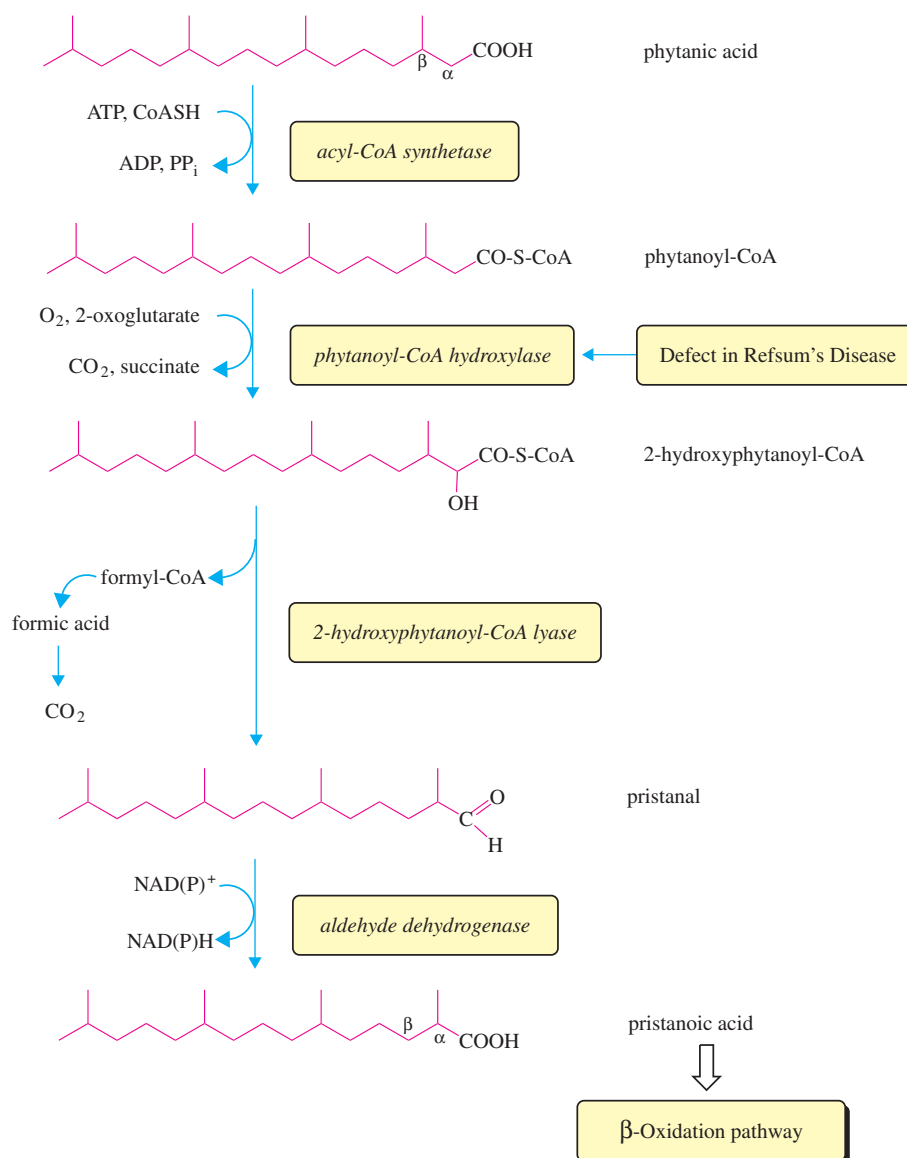 COOH
β
α
phytanic acid
ATP, CoASH
acyl-CoA synthetase
ADP, PPi
CO-S-CoA
phytanoyl-CoA
O2, 2-oxoglutarate
phytanoyl-CoA hydroxylase
Defect in Refsum's Disease
CO2, succinate
CO-S-CoA
2-hydroxyphytanoyl-CoA
OH
formyl-CoA
formic acid
2-hydroxyphytanoyl-CoA lyase
CO2
O
C
H
pristanal
NAD(P)+
aldehyde dehydrogenase
NAD(P)H
β
α
COOH
pristanoic acid
β-Oxidation pathway